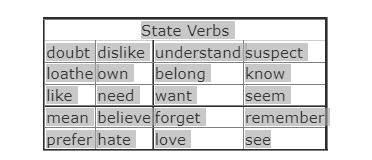 State Verbs
doubt dislike understand suspect
loathe own belong know
like need want seem
mean believe forget remember
prefer hate love see